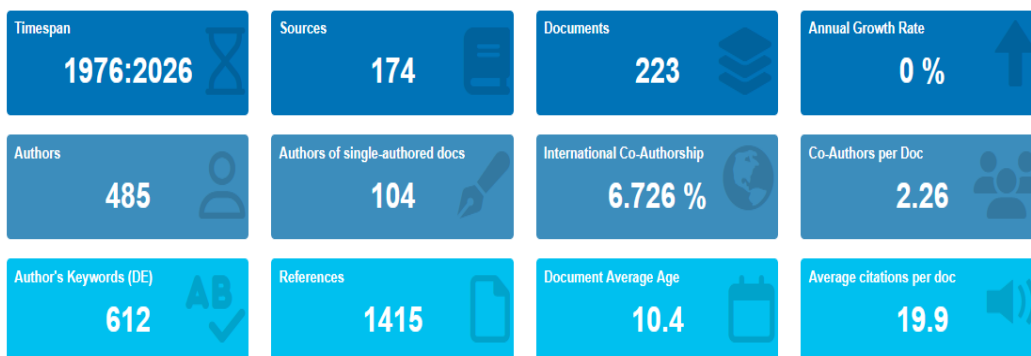 Timespan
1976:2026
Sources
174
Documents
223
Annual Growth Rate
0 %
Authors
485
Authors of single-authored docs
104
International Co-Authorship
6.726 %
Co-Authors per Doc
2.26
Author's Keywords (DE)
612
AB
References
1415
Document Average Age
10.4
Average citations per doc
19.9